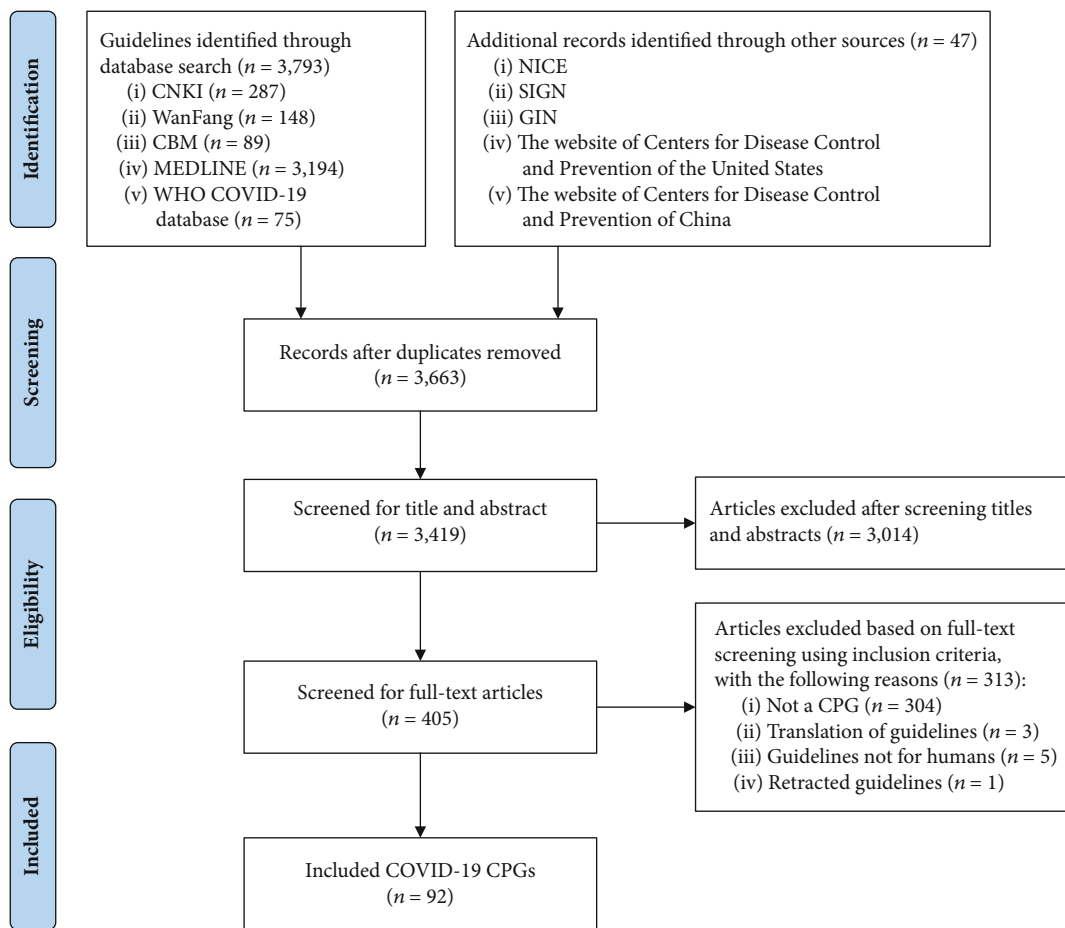 Identification
Guidelines identified through
database search (n = 3,793)
(i) CNKI (n = 287)
(ii) WanFang (n = 148)
(iii) CBM (n = 89)
(iv) MEDLINE (n = 3,194)
(v) WHO COVID-19
database (n = 75)
Additional records identified through other sources (n = 47)
(i) NICE
(ii) SIGN
(iii) GIN
(iv) The website of Centers for Disease Control
and Prevention of the United States
(v) The website of Centers for Disease Control
and Prevention of China
Screening
Records after duplicates removed
(n = 3,663)
Eligibility
Screened for title and abstract
(n = 3,419)
Articles excluded after screening titles
and abstracts (n = 3,014)
Screened for full-text articles
(n = 405)
Articles excluded based on full-text
screening using inclusion criteria,
with the following reasons (n = 313):
(i) Not a CPG (n = 304)
(ii) Translation of guidelines (n = 3)
(iii) Guidelines not for humans (n = 5)
(iv) Retracted guidelines (n = 1)
Included
Included COVID-19 CPGs
(n = 92)